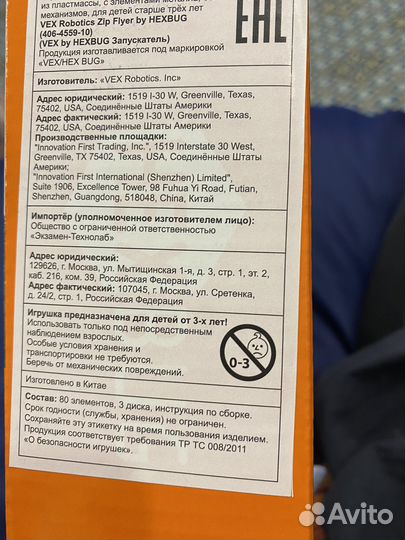 из пластмассы, с элементами металла,
механизмов, для детей старше трёх лет
VEX Robotics Zip Flyer by HEXBUG
(406-4559-10)
(VEX by HEXBUG Запускатель)
Продукция изготавливается под маркировкой
«VEX/HEX BUG»
EAC
Изготовитель: «VEX Robotics. Inc»
Адрес юридический: 1519 I-30 W, Greenville, Texas,
75402, USA, Соединённые Штаты Америки
Адрес фактический: 1519 I-30 W, Greenville, Texas,
75402, USA, Соединённые Штаты Америки
Производственные площадки:
"Innovation First Trading, Inc.", 1519 Interstate 30 West,
Greenville, TX 75402, Texas, USA, Соединённые Штаты
Америки;
"Innovation First International (Shenzhen) Limited",
Suite 1906, Excellence Tower, 98 Fuhua Yi Road, Futian,
Shenzhen, Guangdong, 518048, China, Китай
Импортёр (уполномоченное изготовителем лицо):
Общество с ограниченной ответственностью
«Экзамен-Технолаб»
Адрес юридический:
129626, г. Москва, ул. Мытищинская 1-я, д. 3, стр. 1, эт. 2,
каб. 216, ком. 39, Российская Федерация
Адрес фактический: 107045, г. Москва, ул. Сретенка,
д. 24/2, стр. 1, Российская Федерация
Игрушка предназначена для детей от 3-х лет!
Использовать только под непосредственным
наблюдением взрослых.
Особые условия хранения и
транспортировки не требуются.
Беречь от механических повреждений.
0-3
Изготовлено в Китае
Состав: 80 элементов, 3 диска, инструкция по сборке.
Срок годности (службы, хранения) не ограничен.
Сохраняйте эту этикетку на время пользования изделием.
Продукция соответствует требованиям ТР ТС 008/2011
«О безопасности игрушек».
Avito